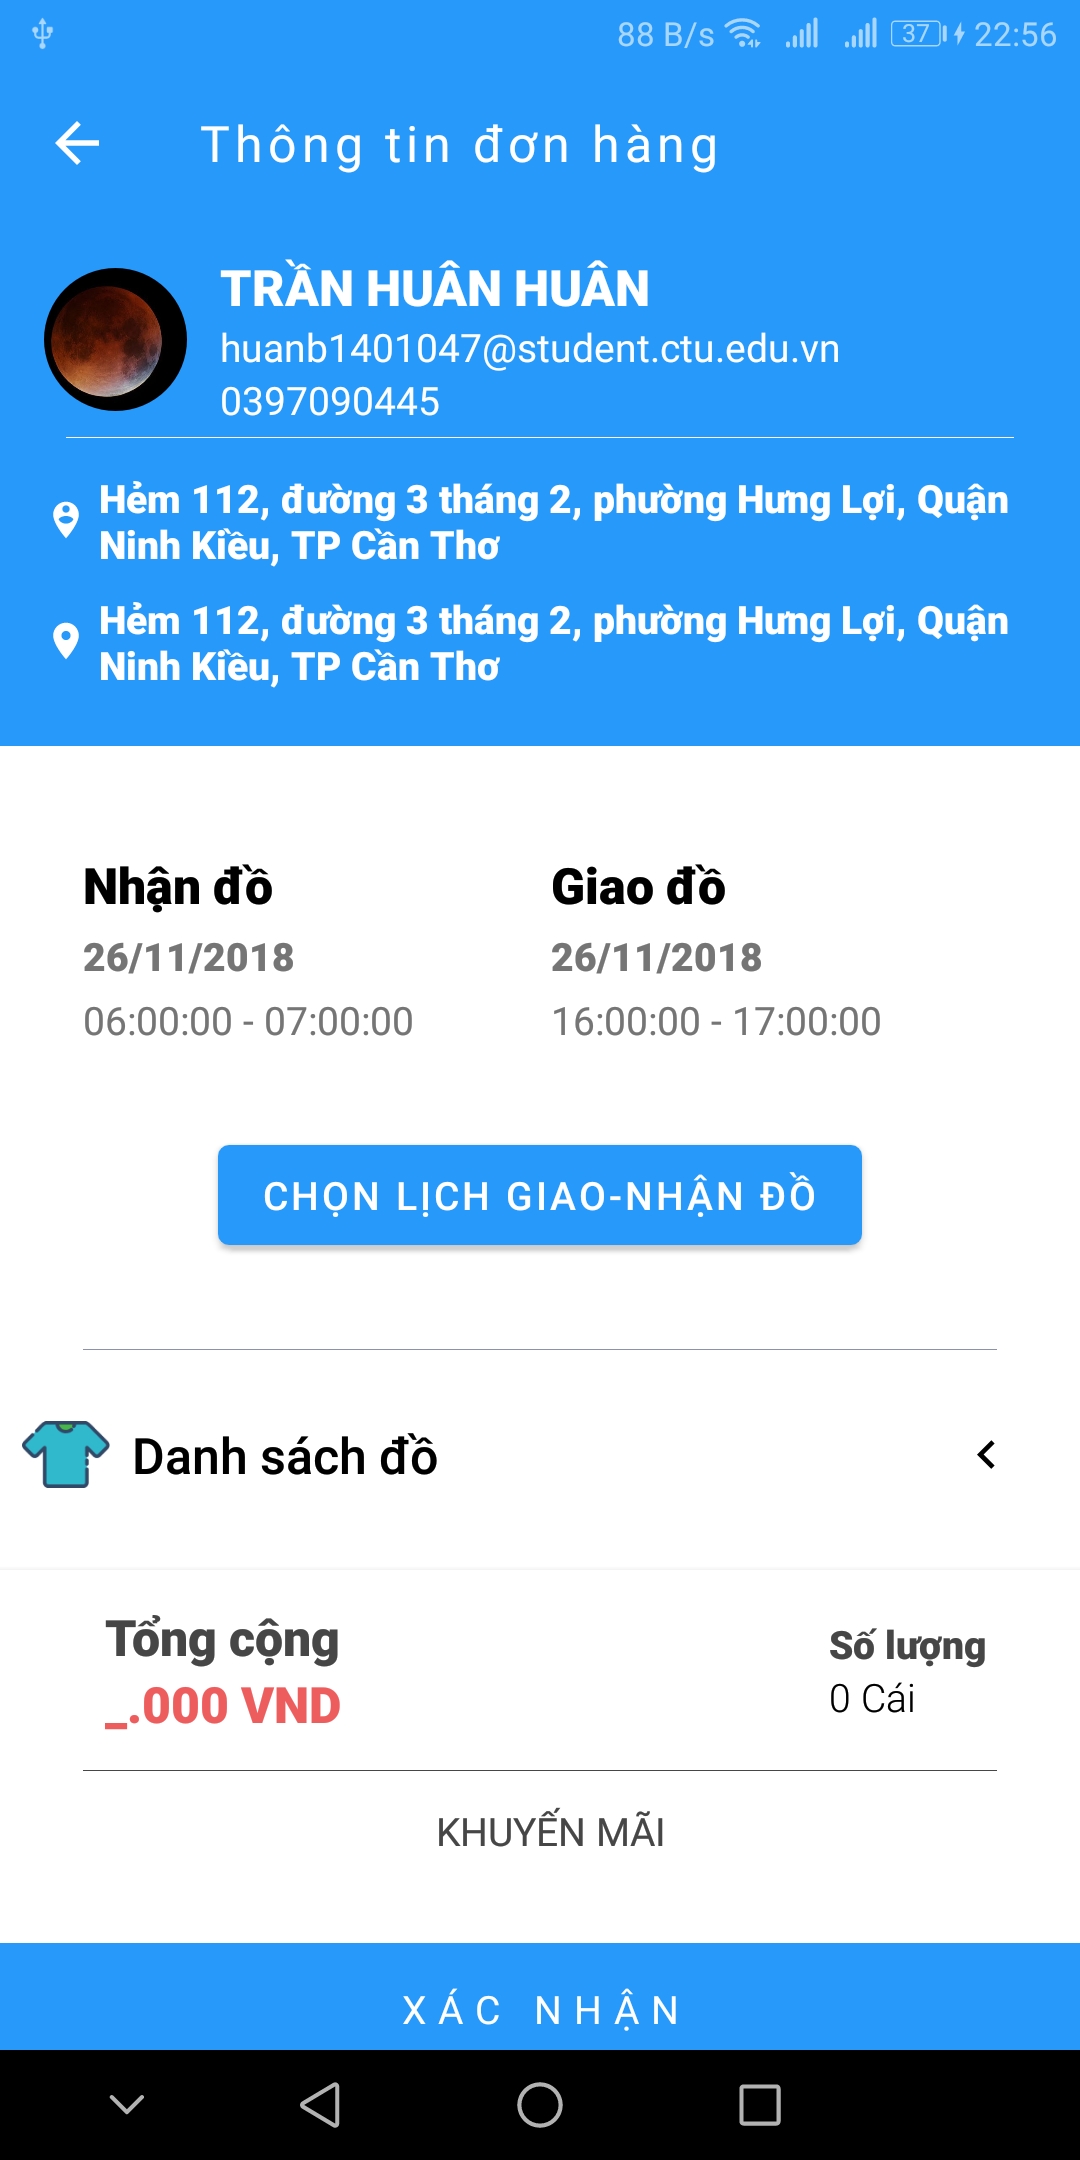 88 B/s 37 22:56
Thông tin đơn hàng
TRẦN HUÂN HUÂN
huanb1401047@student.ctu.edu.vn
0397090445
Hẻm 112, đường 3 tháng 2, phường Hưng Lợi, Quận
Ninh Kiều, TP Cần Thơ
Hẻm 112, đường 3 tháng 2, phường Hưng Lợi, Quận
Ninh Kiều, TP Cần Thơ
Nhận đồ
26/11/2018
06:00:00 - 07:00:00
Giao đồ
26/11/2018
16:00:00 - 17:00:00
CHỌN LỊCH GIAO-NHẬN ĐỒ
Danh sách đồ
Tổng cộng
_.000 VND
Số lượng
0 Cái
KHUYẾN MÃI
XÁC NHẬN